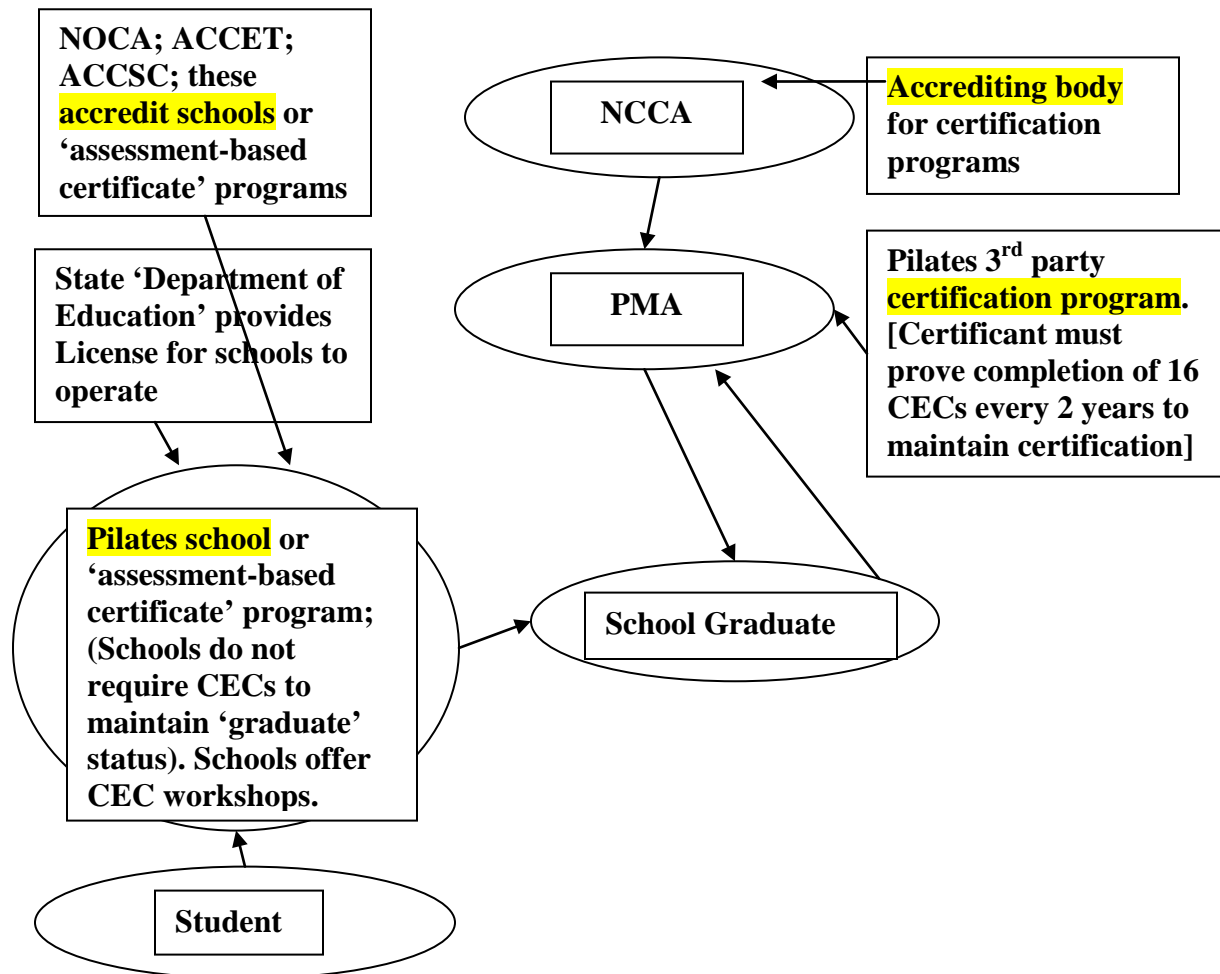 NOCA; ACCET;
ACCSC; these
accredit schools or
‘assessment-based
certificate’ programs
NCCA
Accrediting body
for certification
programs
State ‘Department of
Education’ provides
License for schools to
operate
PMA
Pilates 3rd party
certification program.
[Certificant must
prove completion of 16
CECs every 2 years to
maintain certification]
Pilates school or
‘assessment-based
certificate’ program;
(Schools do not
require CECs to
maintain ‘graduate’
status). Schools offer
CEC workshops.
School Graduate
Student